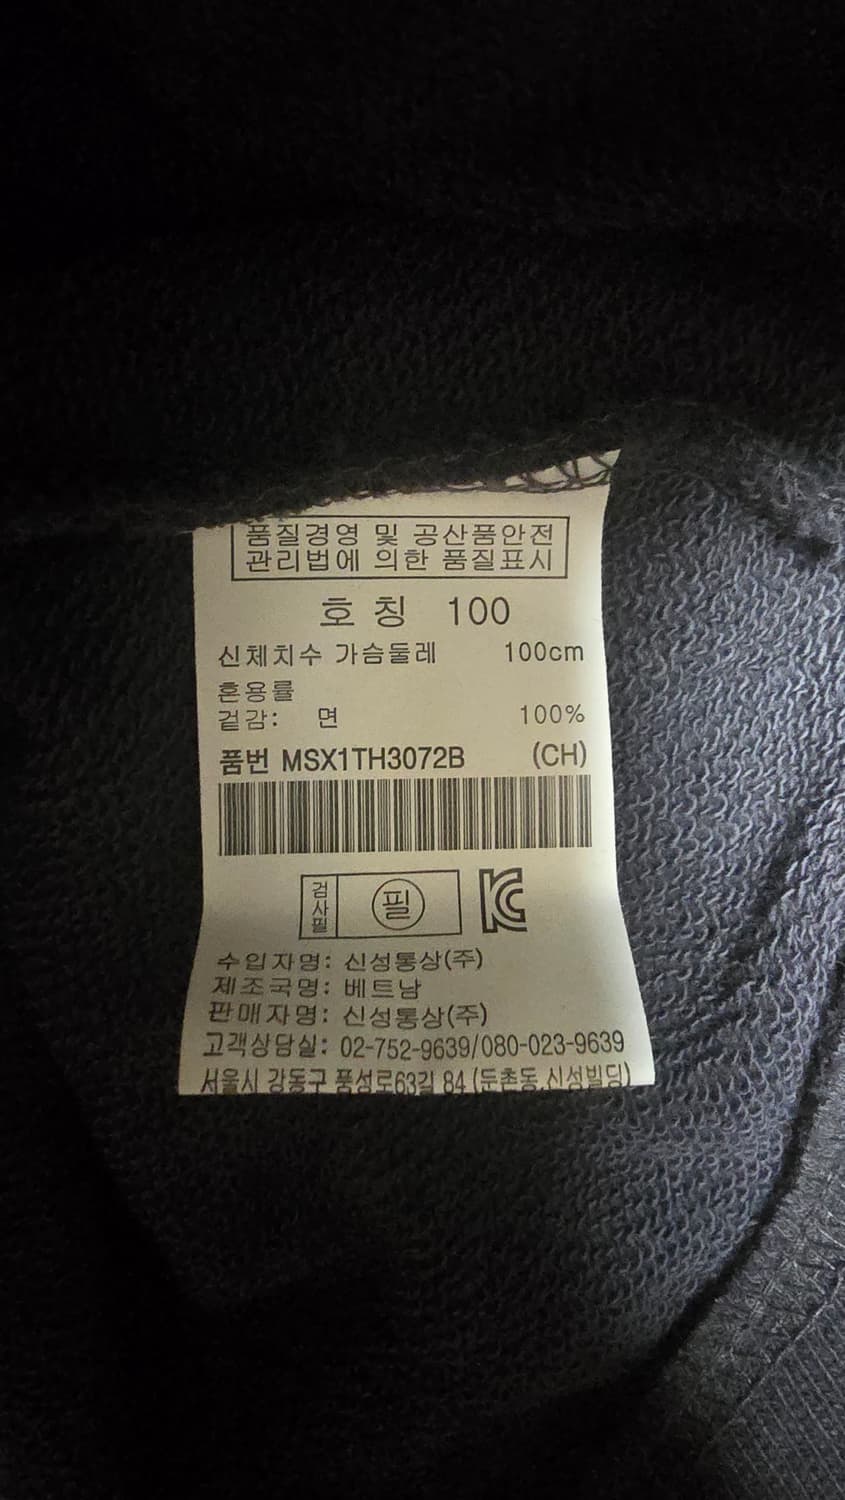 품질경영 및 공산품안전
관리법에 의한 품질표시
호 칭 100
신체치수 가슴둘레 100cm
혼용률
겉감: 면 100%
품번 MSX1TH3072B (CH)
검사필 필 KC
수입자명: 신성통상(주)
제조국명: 베트남
판매자명: 신성통상(주)
고객상담실: 02-752-9639/080-023-9639
서울시 강동구 풍성로63길 84 (둔촌동,신성빌딩)